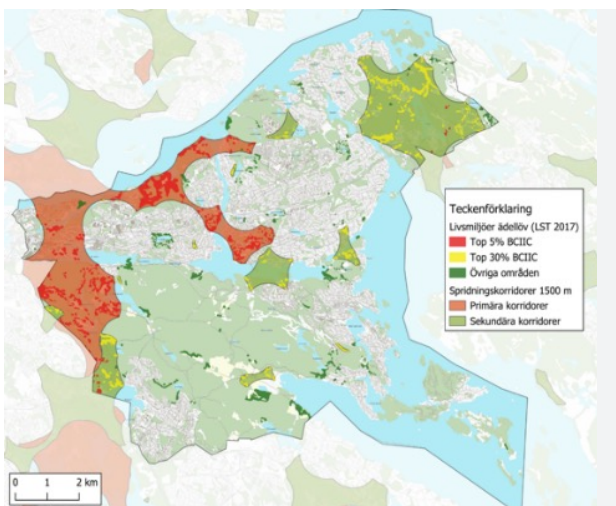 Teckenförklaring
Livsmiljöer ädellöv (LST 2017)
Top 5% BCIIC
Top 30% BCIIC
Övriga områden
Spridningskorridorer 1500 m
Primära korridorer
Sekundära korridorer
0 1 2 km